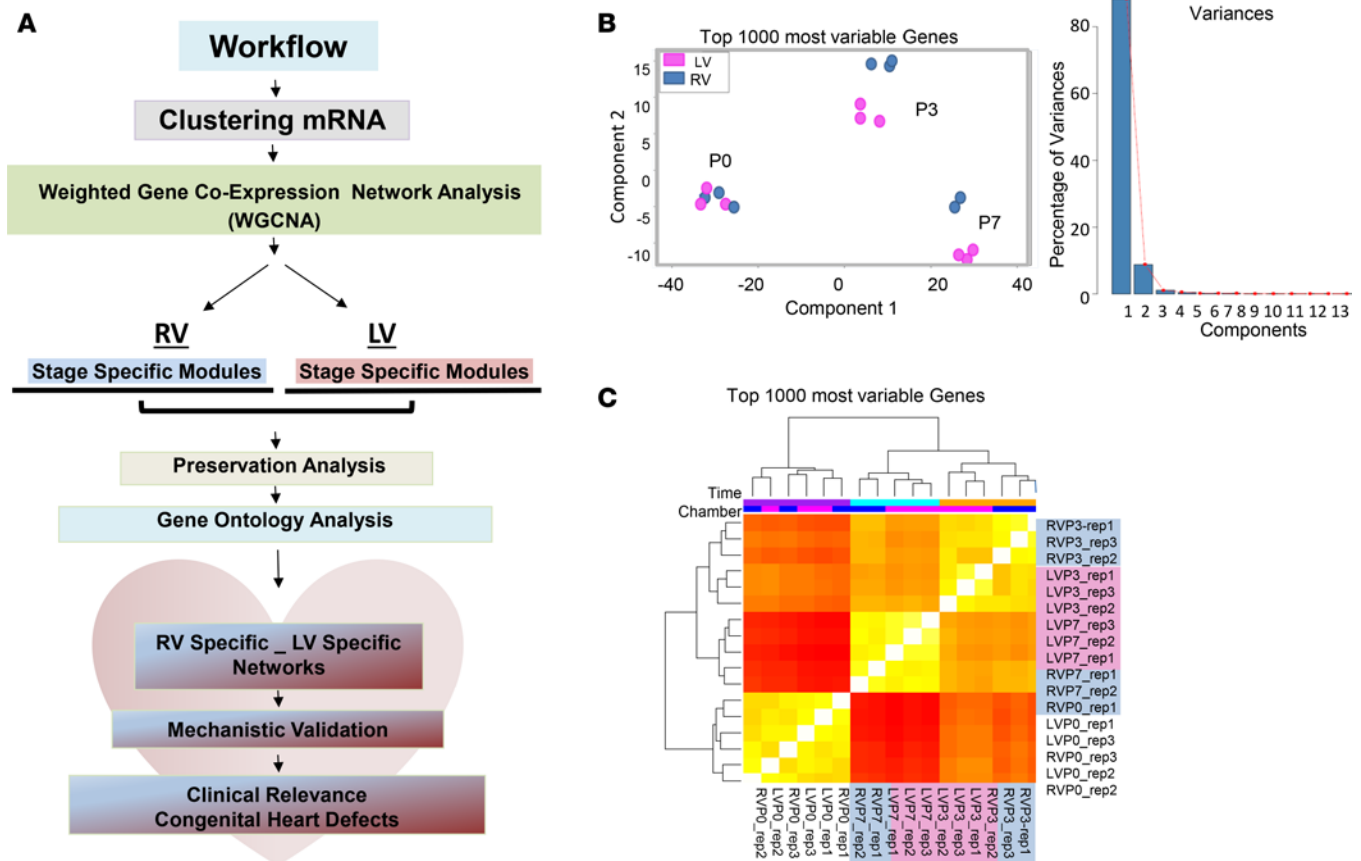 A
Workflow
Clustering mRNA
Weighted Gene Co-Expression Network Analysis
(WGCNA)
RV
LV
Stage Specific Modules
Stage Specific Modules
Preservation Analysis
Gene Ontology Analysis
RV Specific _ LV Specific
Networks
Mechanistic Validation
Clinical Relevance
Congenital Heart Defects
B
Top 1000 most variable Genes
LV
RV
P0
P3
P7
Component 2
15
10
5
0
-5
-10
-40
-20
0
20
40
Component 1
Variances
Percentage of Variances
80
60
40
20
0
1 2 3 4 5 6 7 8 9 10 11 12 13
Components
C
Top 1000 most variable Genes
Time
Chamber
RVP3-rep1
RVP3_rep3
RVP3_rep2
LVP3_rep1
LVP3_rep3
LVP3_rep2
LVP7_rep3
LVP7_rep2
LVP7_rep1
RVP7_rep1
RVP7_rep2
RVP0_rep1
LVP0_rep1
LVP0_rep3
RVP0_rep3
LVP0_rep2
RVP0_rep2
RVP0_rep2
LVP0_rep2
RVP0_rep3
LVP0_rep3
LVP0_rep1
RVP0_rep1
RVP7_rep2
RVP7_rep1
LVP7_rep1
LVP7_rep2
LVP7_rep3
LVP3_rep2
LVP3_rep3
LVP3_rep1
RVP3_rep2
RVP3_rep3
RVP3-rep1